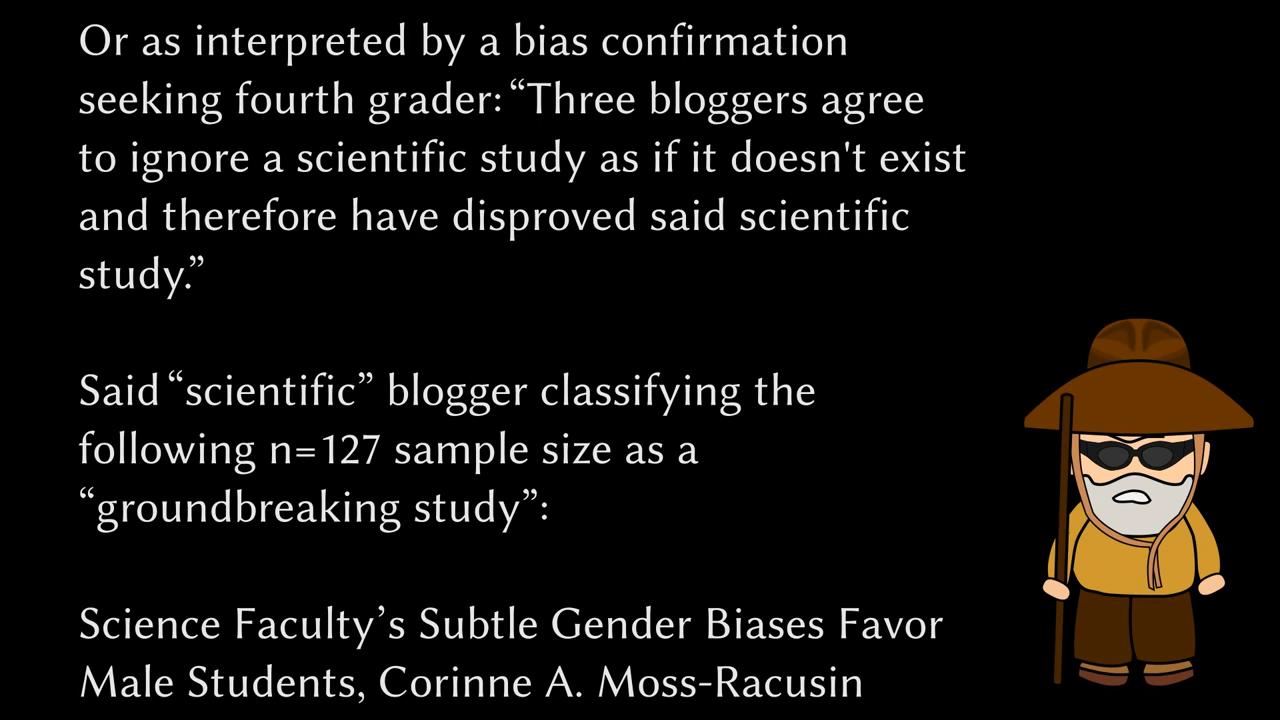 Or as interpreted by a bias confirmation
seeking fourth grader: “Three bloggers agree
to ignore a scientific study as if it doesn't exist
and therefore have disproved said scientific
study.”
Said “scientific” blogger classifying the
following n=127 sample size as a
“groundbreaking study”:
Science Faculty’s Subtle Gender Biases Favor
Male Students, Corinne A. Moss-Racusin